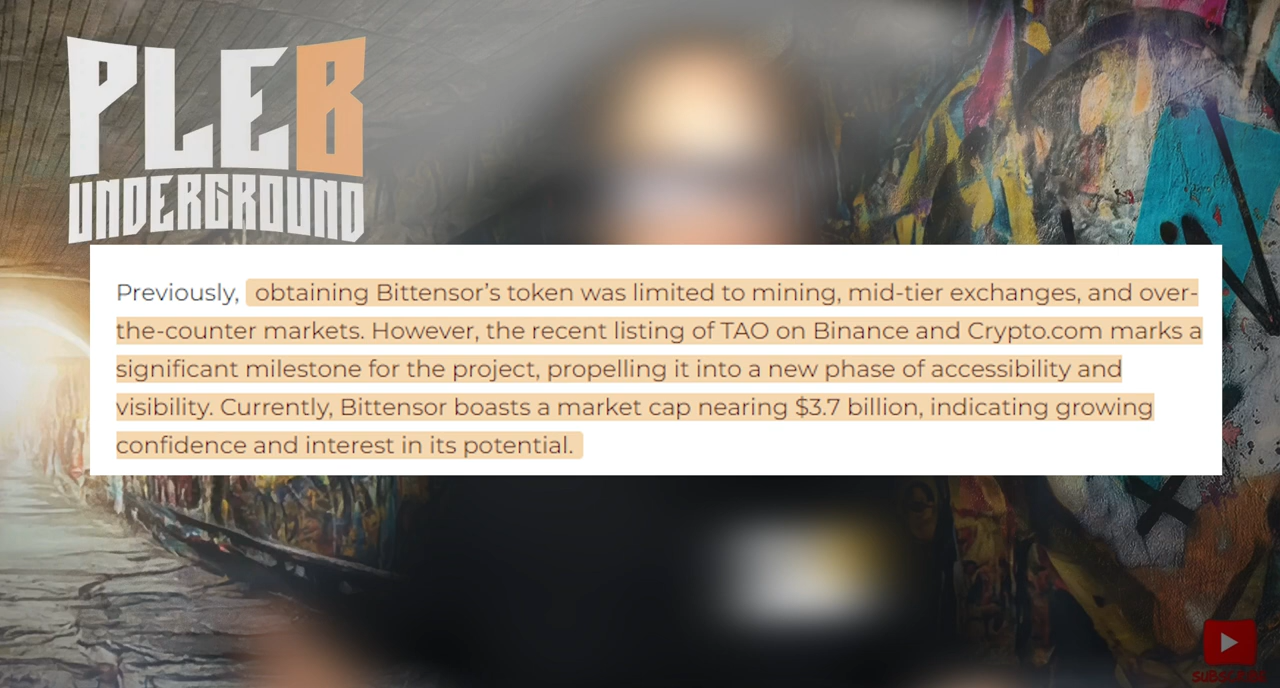 PLEB
UNDERGROUND
Previously, obtaining Bittensor’s token was limited to mining, mid-tier exchanges, and over-
the-counter markets. However, the recent listing of TAO on Binance and Crypto.com marks a
significant milestone for the project, propelling it into a new phase of accessibility and
visibility. Currently, Bittensor boasts a market cap nearing $3.7 billion, indicating growing
confidence and interest in its potential.
SUBSCRIBE